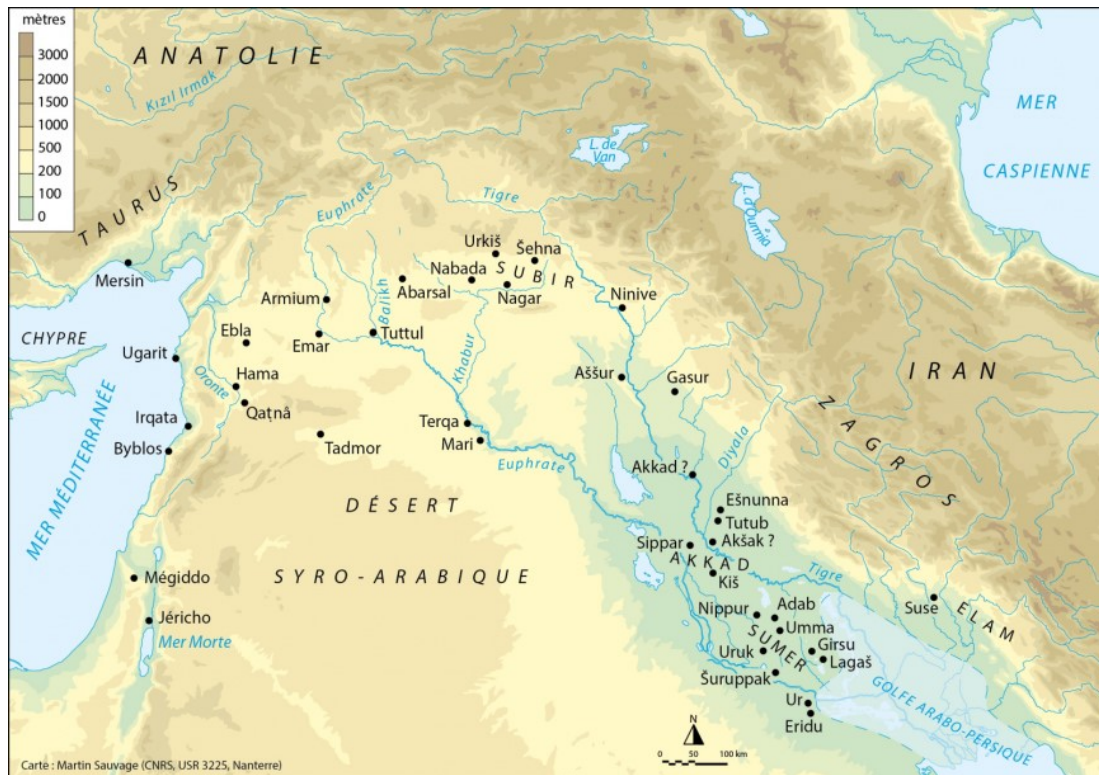 mètres
3000
2000
1500
1000
500
200
100
0
ANATOLIE
Kızıl Irmak
MER
CASPIENNE
L. de
Van
L. d'Ourmia
TAURUS
Euphrate
Tigre
Mersin
Urkiš
Šehna
SUBIR
Nabada
Abarsal
Nagar
Armium
Balikh
Ninive
CHYPRE
Ebla
Emar
Tuttul
Khabur
Ugarit
Oronte
Hama
Qaṭnâ
Aššur
Gasur
IRAN
ZAGROS
Irqata
Byblos
Tadmor
Terqa
Mari
Euphrate
Diyala
Akkad ?
MER MÉDITERRANÉE
DÉSERT
SYRO-ARABIQUE
Ešnunna
Tutub
Akšak ?
Sippar
AKKAD
Kiš
Tigre
Mégiddo
Jéricho
Mer Morte
Nippur
Adab
Umma
Suse
ÉLAM
Uruk
SUMER
Girsu
Lagaš
Šuruppak
GOLFE ARABO-PERSIQUE
Ur
Eridu
N
0 100 km
Carte : Martin Sauvage (CNRS, USR 3225, Nanterre)